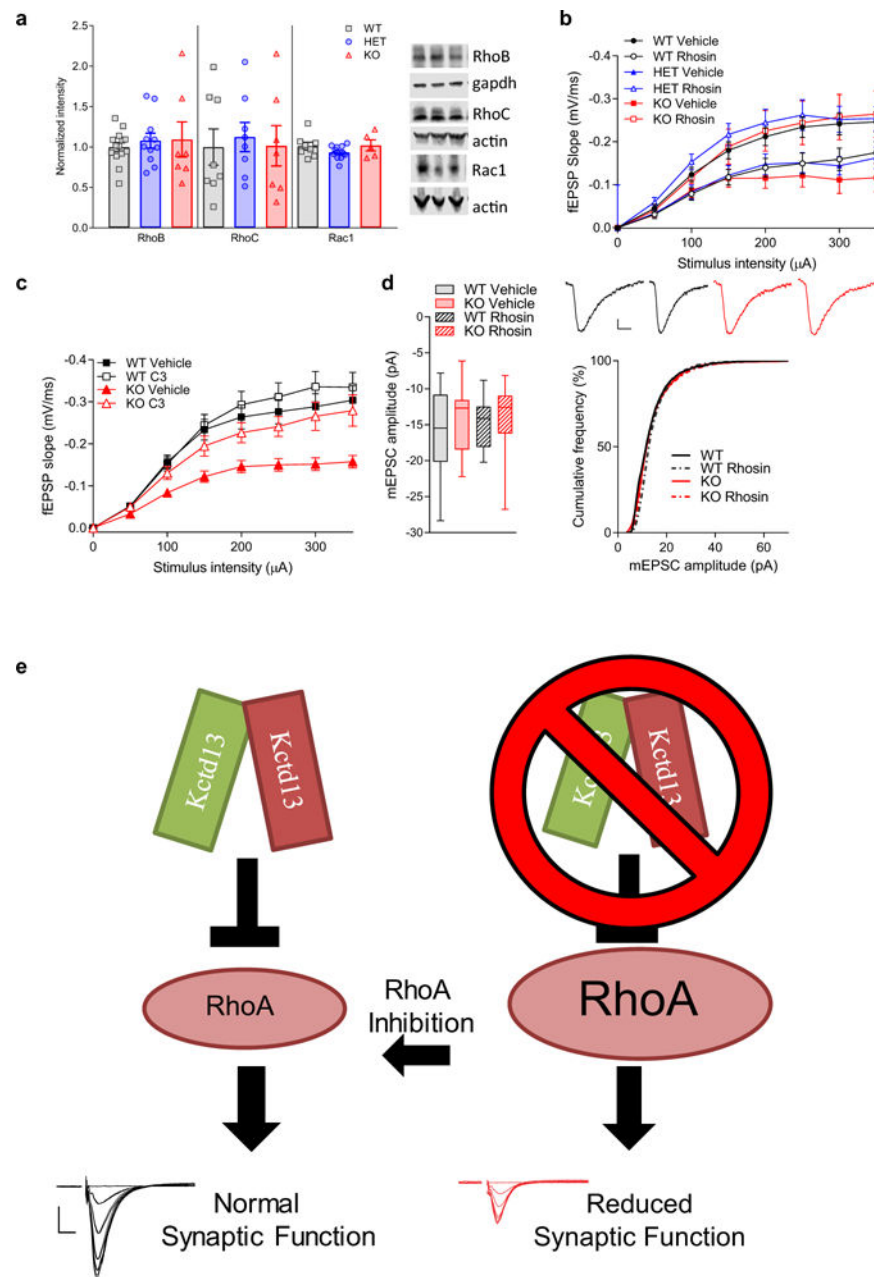 a
Normalized intensity
2.5
2.0
1.5
1.0
0.5
0.0
RhoB
RhoC
Rac1
WT
HET
KO
RhoB
gapdh
RhoC
actin
Rac1
actin
b
fEPSP Slope (mV/ms)
-0.4
-0.3
-0.2
-0.1
0.0
0
100
200
300
Stimulus intensity (μA)
WT Vehicle
WT Rhosin
HET Vehicle
HET Rhosin
KO Vehicle
KO Rhosin
c
fEPSP slope (mV/ms)
-0.4
-0.3
-0.2
-0.1
0.0
0
100
200
300
Stimulus intensity (μA)
WT Vehicle
WT C3
KO Vehicle
KO C3
d
WT Vehicle
KO Vehicle
WT Rhosin
KO Rhosin
mEPSC amplitude (pA)
0
-5
-10
-15
-20
-25
-30
Cumulative frequency (%)
100
50
0
0
20
40
60
mEPSC amplitude (pA)
WT
WT Rhosin
KO
KO Rhosin
e
Kctd13
Kctd13
Kctd13
RhoA
RhoA
Inhibition
RhoA
Normal
Synaptic Function
Reduced
Synaptic Function